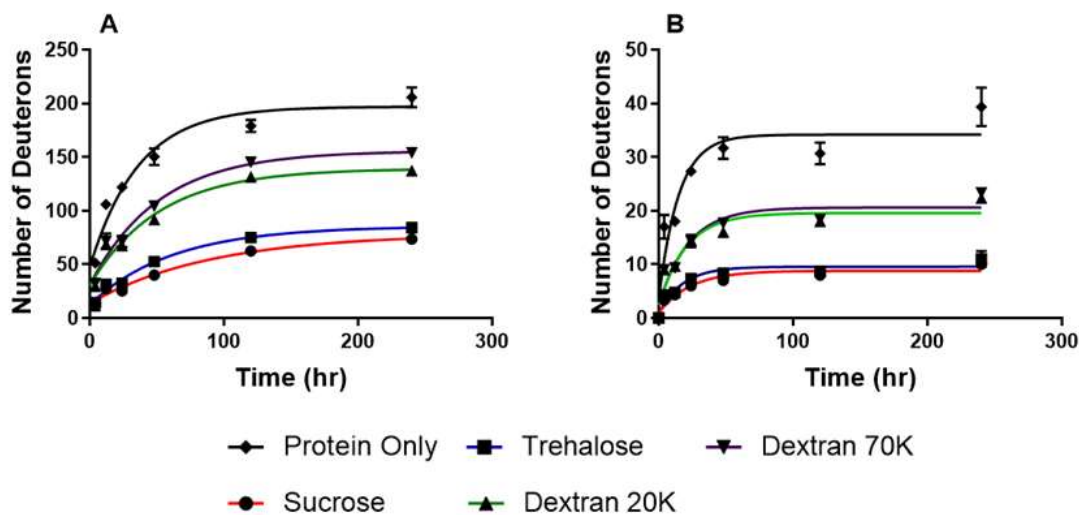 A
B
Number of Deuterons
250
200
150
100
50
0
0
100
200
300
Time (hr)
Number of Deuterons
50
40
30
20
10
0
0
100
200
300
Time (hr)
Protein Only
Trehalose
Dextran 70K
Sucrose
Dextran 20K